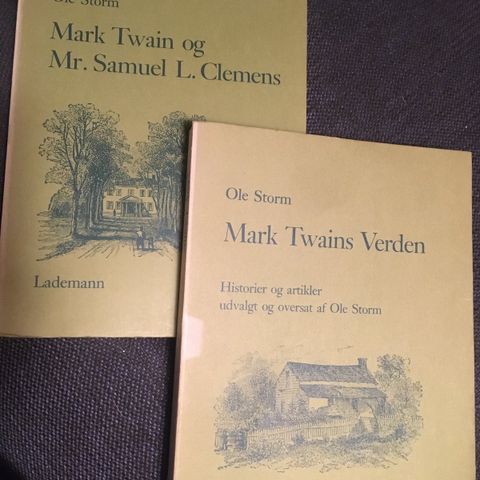 Ole Storm
Mark Twain og
Mr. Samuel L. Clemens
Lademann
Ole Storm
Mark Twains Verden
Historier og artikler
udvalgt og oversat af Ole Storm